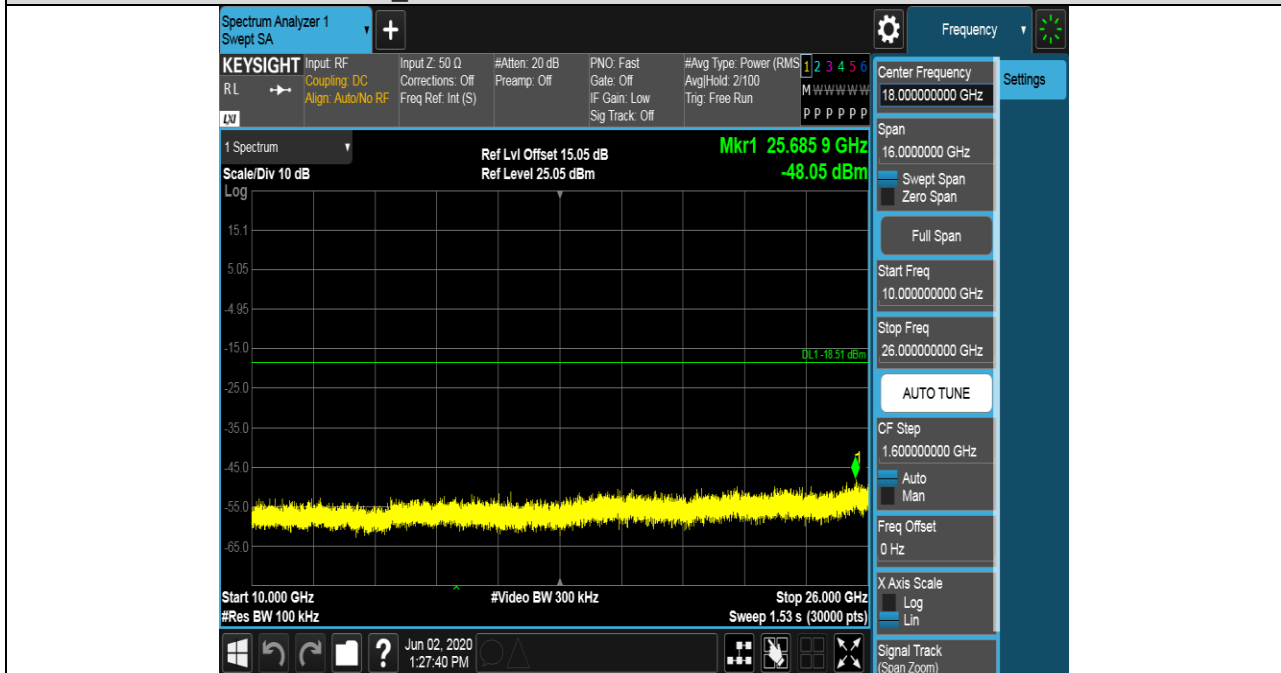 Spectrum Analyzer 1
Swept SA
+
Frequency
KEYSIGHT
RL
LXI
Input: RF
Coupling: DC
Align: Auto/No RF
Input Z: 50 Ω
Corrections: Off
Freq Ref: Int (S)
#Atten: 20 dB
Preamp: Off
PNO: Fast
Gate: Off
IF Gain: Low
Sig Track: Off
#Avg Type: Power (RMS
Avg|Hold: 2/100
Trig: Free Run
1 2 3 4 5 6
M W W W W W
P P P P P P
1 Spectrum
Scale/Div 10 dB
Ref Lvl Offset 15.05 dB
Ref Level 25.05 dBm
Mkr1 25.685 9 GHz
-48.05 dBm
Log
15.1
5.05
-4.95
-15.0
DL1 -18.51 dBm
-25.0
-35.0
-45.0
1
-55.0
-65.0
Start 10.000 GHz
#Video BW 300 kHz
Stop 26.000 GHz
#Res BW 100 kHz
Sweep 1.53 s (30000 pts)
?
Jun 02, 2020
1:27:40 PM
Center Frequency
18.000000000 GHz
Settings
Span
16.0000000 GHz
Swept Span
Zero Span
Full Span
Start Freq
10.000000000 GHz
Stop Freq
26.000000000 GHz
AUTO TUNE
CF Step
1.600000000 GHz
Auto
Man
Freq Offset
0 Hz
X Axis Scale
Log
Lin
Signal Track
(Span Zoom)